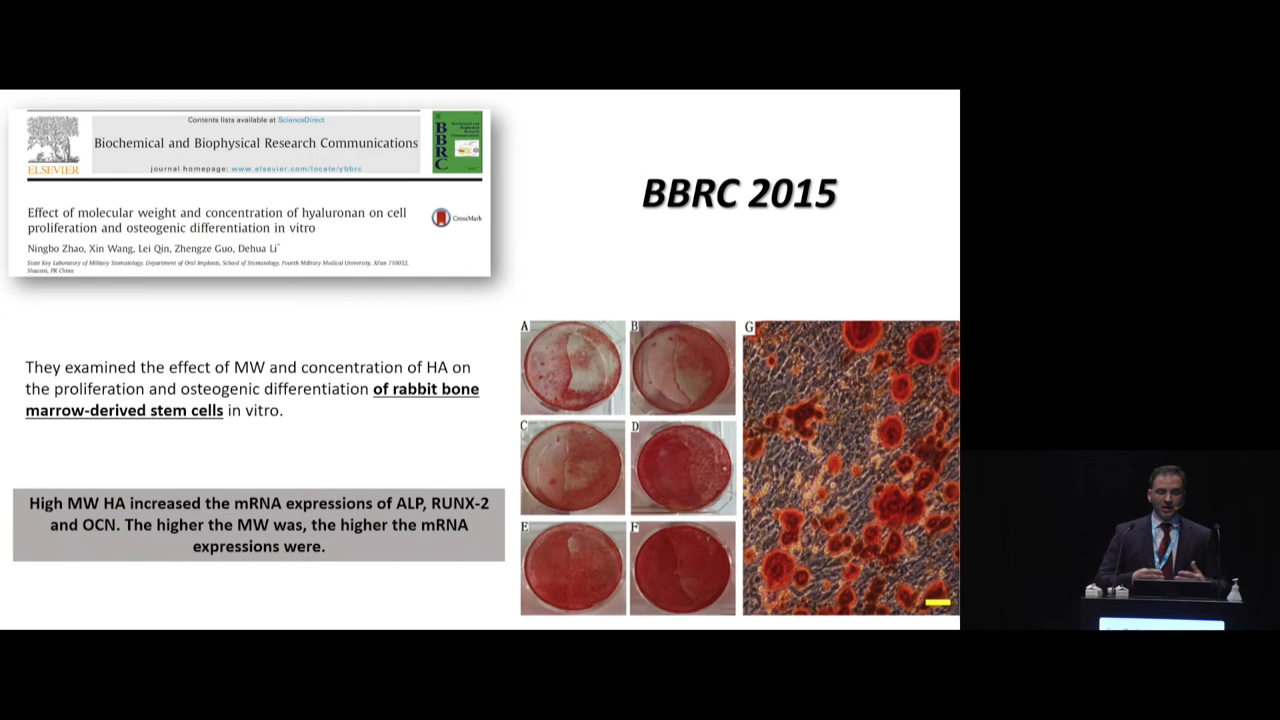 Contents lists available at ScienceDirect
Biochemical and Biophysical Research Communications
journal homepage: www.elsevier.com/locate/ybbrc
ELSEVIER
BBRC
Effect of molecular weight and concentration of hyaluronan on cell
proliferation and osteogenic differentiation in vitro
CrossMark
Ningbo Zhao, Xin Wang, Lei Qin, Zhengze Guo, Dehua Li*
State Key Laboratory of Military Stomatology, Department of Oral Implants, School of Stomatology, Fourth Military Medical University, Xi'an 710032,
Shaanxi, PR China
BBRC 2015
They examined the effect of MW and concentration of HA on
the proliferation and osteogenic differentiation of rabbit bone
marrow-derived stem cells in vitro.
High MW HA increased the mRNA expressions of ALP, RUNX-2
and OCN. The higher the MW was, the higher the mRNA
expressions were.
A
B
G
C
D
E
F